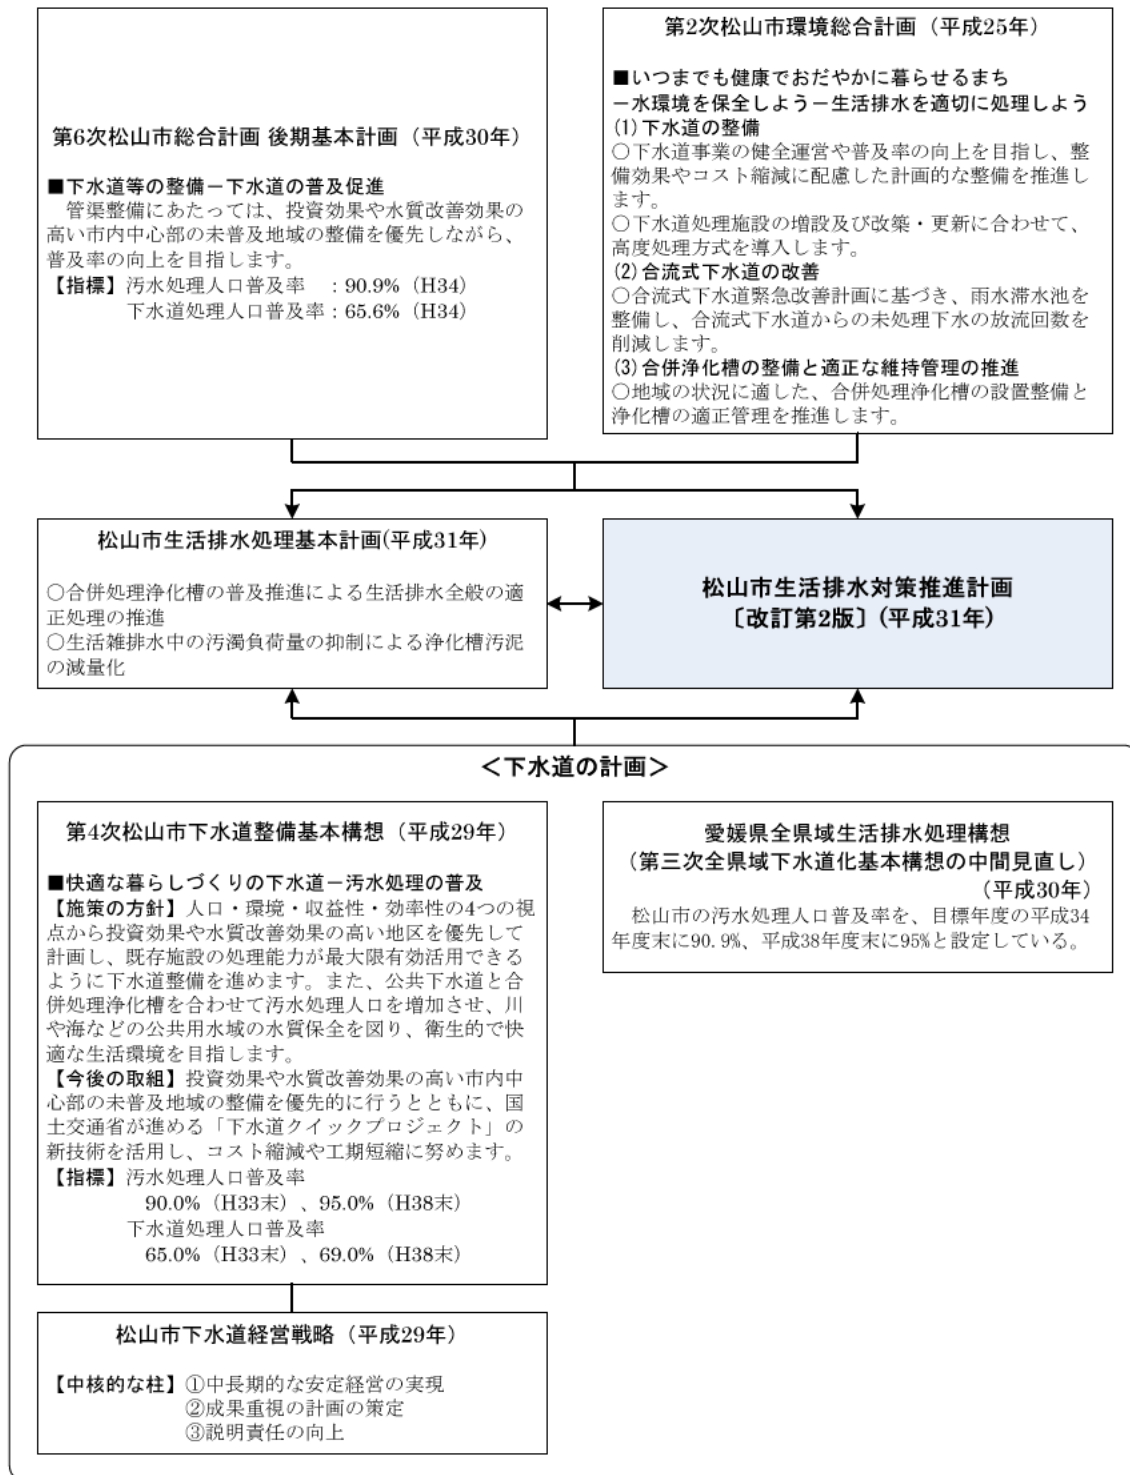 第6次松山市総合計画 後期基本計画（平成30年）
■下水道等の整備－下水道の普及促進
管渠整備にあたっては、投資効果や水質改善効果の
高い市内中心部の未普及地域の整備を優先しながら、
普及率の向上を目指します。
【指標】汚水処理人口普及率　：90.9%（H34）
下水道処理人口普及率：65.6%（H34）
第2次松山市環境総合計画（平成25年）
■いつまでも健康でおだやかに暮らせるまち
－水環境を保全しよう－生活排水を適切に処理しよう
(1)下水道の整備
○下水道事業の健全運営や普及率の向上を目指し、整
備効果やコスト縮減に配慮した計画的な整備を推進し
ます。
○下水道処理施設の増設及び改築・更新に合わせて、
高度処理方式を導入します。
(2)合流式下水道の改善
○合流式下水道緊急改善計画に基づき、雨水滞水池を
整備し、合流式下水道からの未処理下水の放流回数を
削減します。
(3)合併浄化槽の整備と適正な維持管理の推進
○地域の状況に適した、合併処理浄化槽の設置整備と
浄化槽の適正管理を推進します。
松山市生活排水処理基本計画(平成31年)
○合併処理浄化槽の普及推進による生活排水全般の適
正処理の推進
○生活雑排水中の汚濁負荷量の抑制による浄化槽汚泥
の減量化
松山市生活排水対策推進計画
〔改訂第2版〕(平成31年)
＜下水道の計画＞
第4次松山市下水道整備基本構想（平成29年）
■快適な暮らしづくりの下水道－汚水処理の普及
【施策の方針】人口・環境・収益性・効率性の4つの視
点から投資効果や水質改善効果の高い地区を優先して
計画し、既存施設の処理能力が最大限有効活用できる
ように下水道整備を進めます。また、公共下水道と合
併処理浄化槽を合わせて汚水処理人口を増加させ、川
や海などの公共用水域の水質保全を図り、衛生的で快
適な生活環境を目指します。
【今後の取組】投資効果や水質改善効果の高い市内中
心部の未普及地域の整備を優先的に行うとともに、国
土交通省が進める「下水道クイックプロジェクト」の
新技術を活用し、コスト縮減や工期短縮に努めます。
【指標】汚水処理人口普及率
90.0%（H33末）、95.0%（H38末）
下水道処理人口普及率
65.0%（H33末）、69.0%（H38末）
愛媛県全県域生活排水処理構想
（第三次全県域下水道化基本構想の中間見直し）
（平成30年）
松山市の汚水処理人口普及率を、目標年度の平成34
年度末に90.9%、平成38年度末に95%と設定している。
松山市下水道経営戦略（平成29年）
【中核的な柱】①中長期的な安定経営の実現
②成果重視の計画の策定
③説明責任の向上